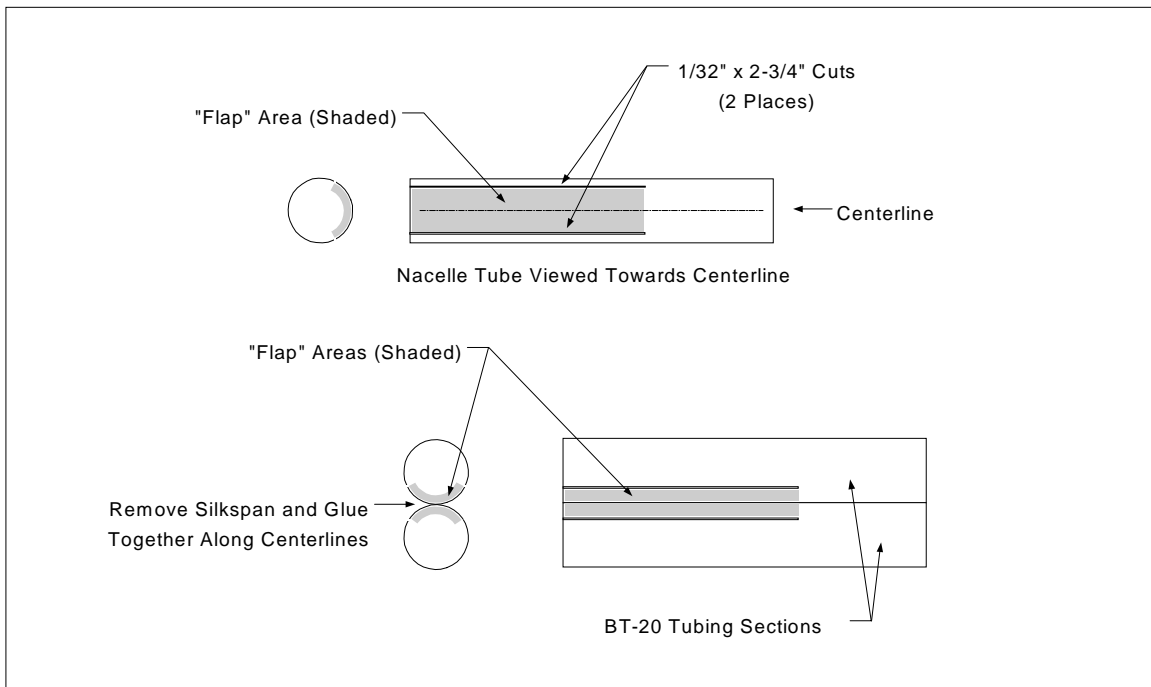 1/32" x 2-3/4" Cuts
(2 Places)
"Flap" Area (Shaded)
Centerline
Nacelle Tube Viewed Towards Centerline
"Flap" Areas (Shaded)
Remove Silkspan and Glue
Together Along Centerlines
BT-20 Tubing Sections